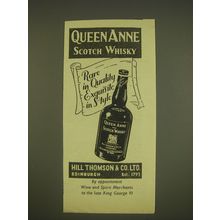 QUEEN ANNE
SCOTCH WHISKY
Rare
in Quality
Exquisite
in Style
QUEEN ANNE
SCOTCH WHISKY
HILL THOMSON & CO. LTD.
EDINBURGH Est. 1793
By appointment
Wine and Spirit Merchants
to the late King George VI